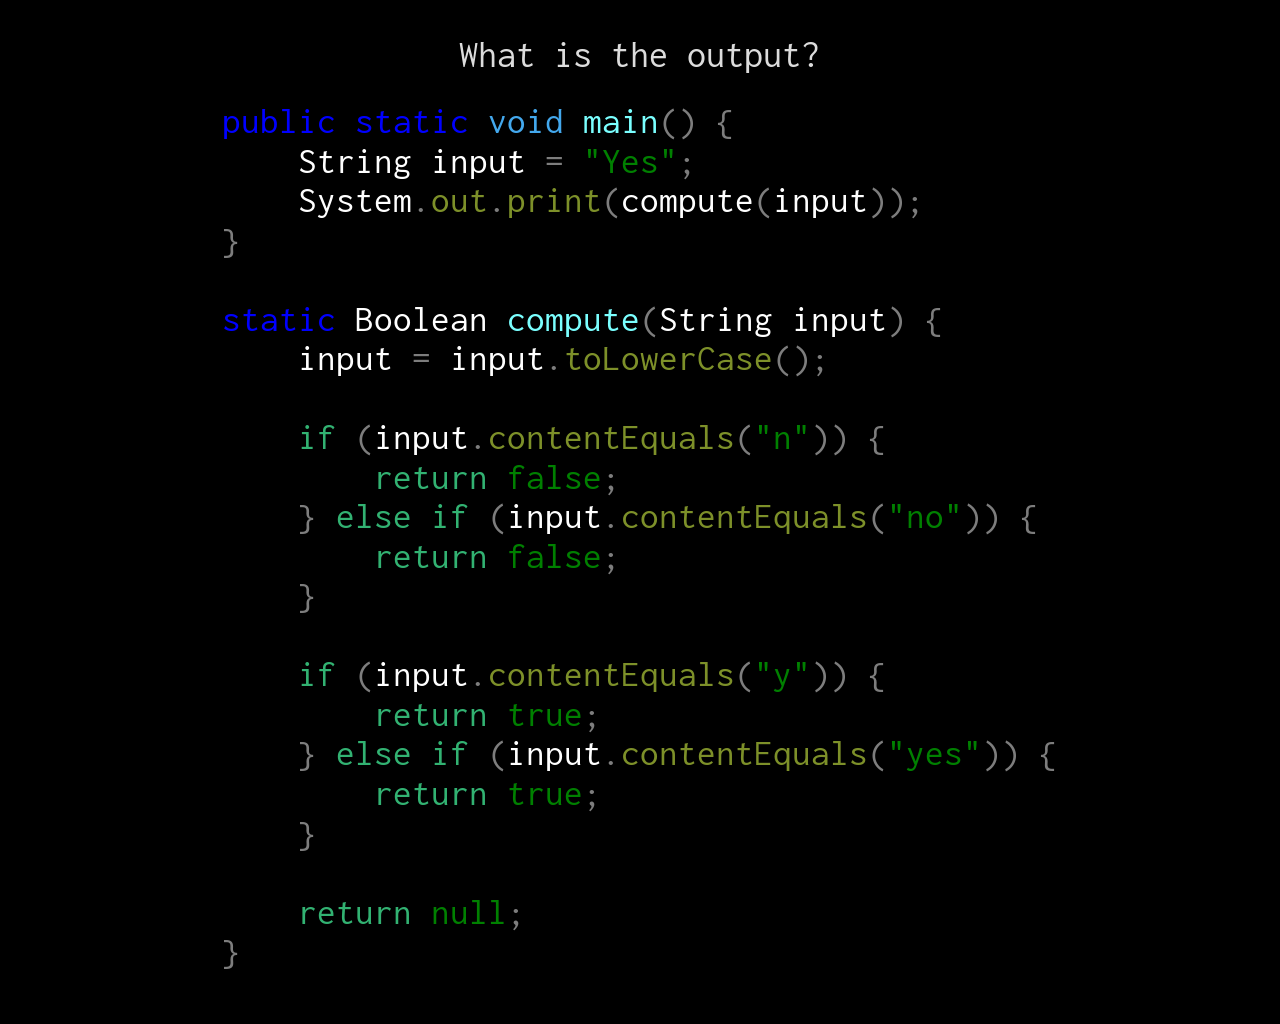 What is the output?
public static void main() {
    String input = "Yes";
    System.out.print(compute(input));
}

static Boolean compute(String input) {
    input = input.toLowerCase();

    if (input.contentEquals("n")) {
        return false;
    } else if (input.contentEquals("no")) {
        return false;
    }

    if (input.contentEquals("y")) {
        return true;
    } else if (input.contentEquals("yes")) {
        return true;
    }

    return null;
}